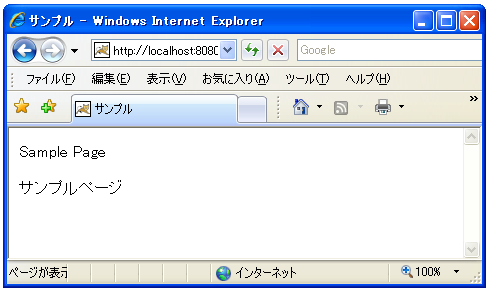 サンプル - Windows Internet Explorer
http://localhost:8080
Google
ファイル(F) 編集(E) 表示(V) お気に入り(A) ツール(T) ヘルプ(H)
サンプル
»
Sample Page
サンプルページ
ページが表示 インターネット 100%